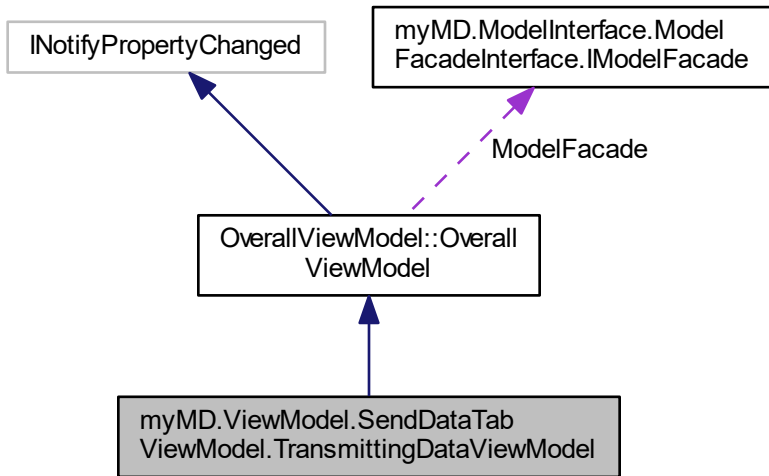 INotifyPropertyChanged
myMD.ModelInterface.Model
FacadeInterface.IModelFacade
ModelFacade
OverallViewModel::Overall
ViewModel
myMD.ViewModel.SendDataTab
ViewModel.TransmittingDataViewModel